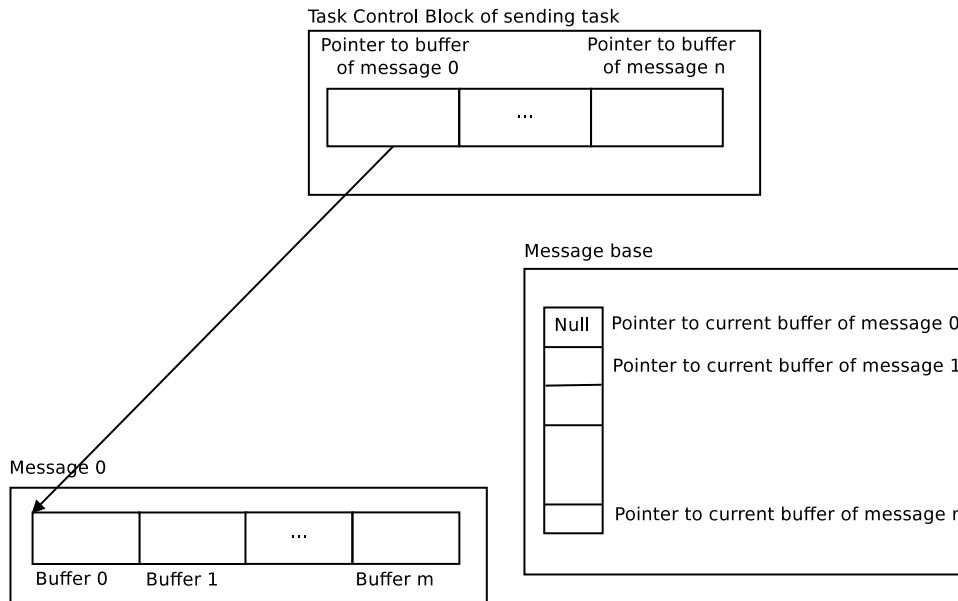 Task Control Block of sending task
Pointer to buffer
of message 0
Pointer to buffer
of message n
...
Message base
Null
Pointer to current buffer of message 0
Pointer to current buffer of message 1
Pointer to current buffer of message n
Message 0
...
Buffer 0
Buffer 1
Buffer m